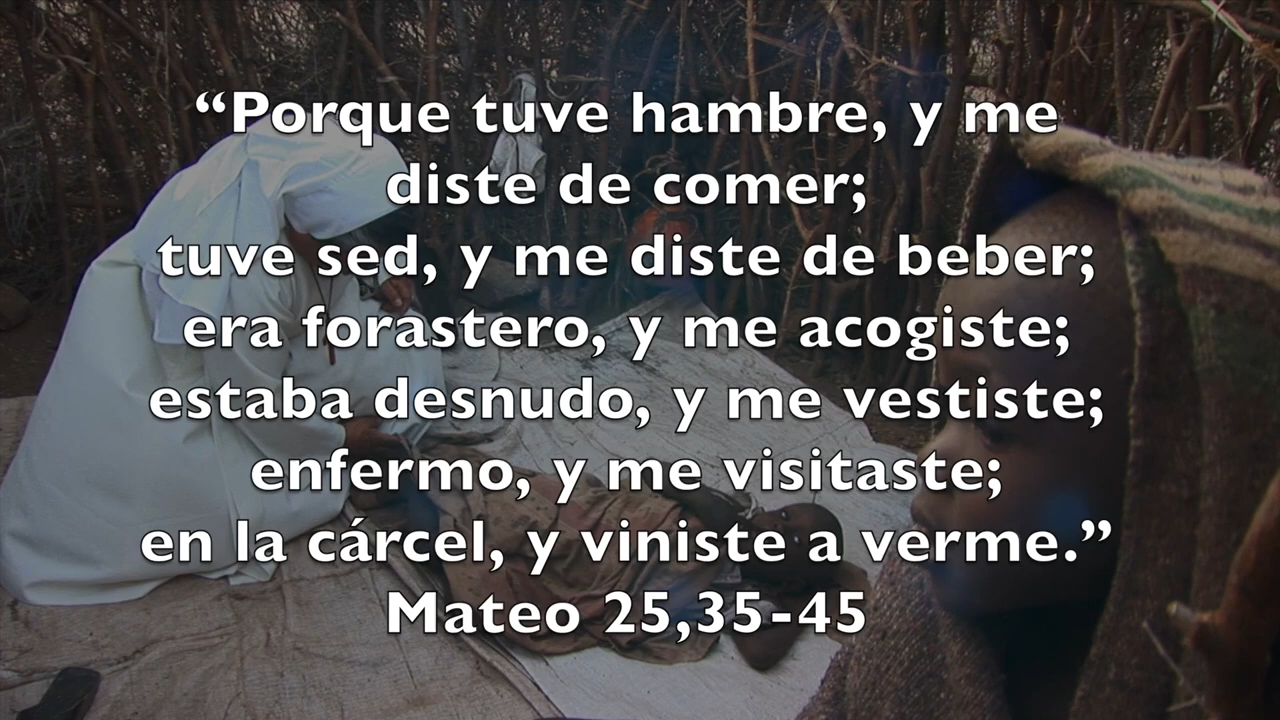 “Porque tuve hambre, y me
diste de comer;
tuve sed, y me diste de beber;
era forastero, y me acogiste;
estaba desnudo, y me vestiste;
enfermo, y me visitaste;
en la cárcel, y viniste a verme.”
Mateo 25,35-45